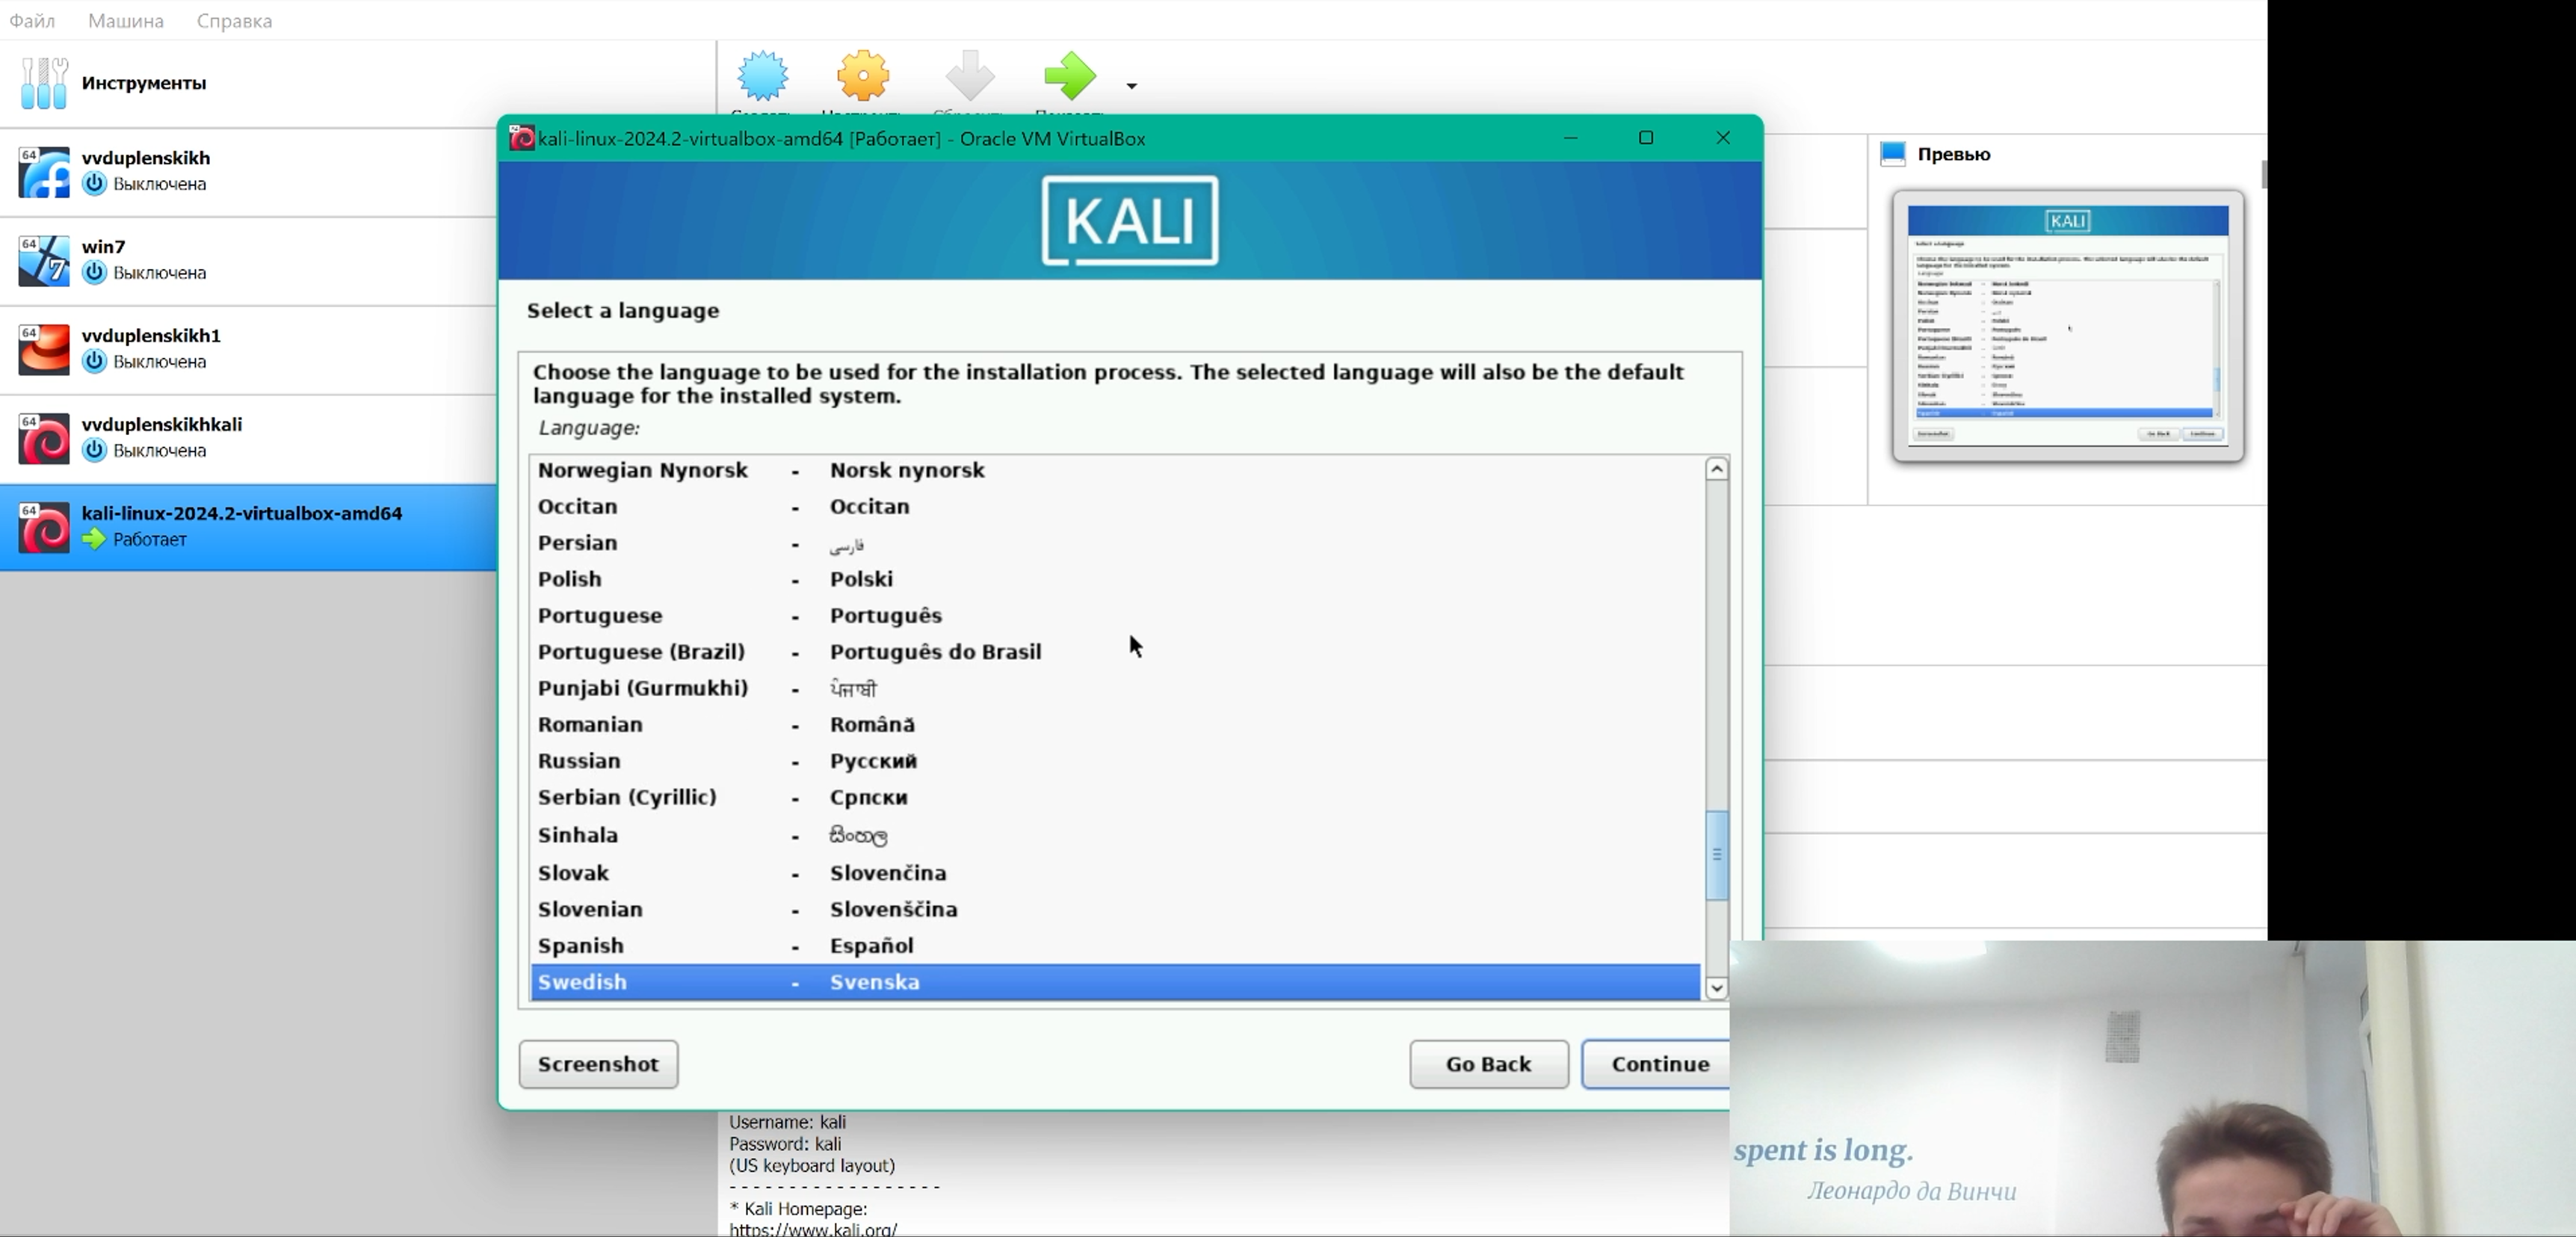 Файл Машина Справка
Инструменты
64
vvduplenskikh
Выключена
64
win7
Выключена
64
vvduplenskikh1
Выключена
64
vvduplenskikhkali
Выключена
64
kali-linux-2024.2-virtualbox-amd64
Работает
kali-linux-2024.2-virtualbox-amd64 [Работает] - Oracle VM VirtualBox
KALI
Select a language
Choose the language to be used for the installation process. The selected language will also be the default
language for the installed system.
Language:
Norwegian Nynorsk - Norsk nynorsk
Occitan - Occitan
Persian - فارسی
Polish - Polski
Portuguese - Português
Portuguese (Brazil) - Português do Brasil
Punjabi (Gurmukhi) - ਪੰਜਾਬੀ
Romanian - Română
Russian - Русский
Serbian (Cyrillic) - Српски
Sinhala - සිංහල
Slovak - Slovenčina
Slovenian - Slovenščina
Spanish - Español
Swedish - Svenska
Screenshot Go Back Continue
Превью
KALI
Username: kali
Password: kali
(US keyboard layout)
- - - - - - - - - - - - - - - - - -
* Kali Homepage:
https://www.kali.org/
spent is long.
Леонардо да Винчи